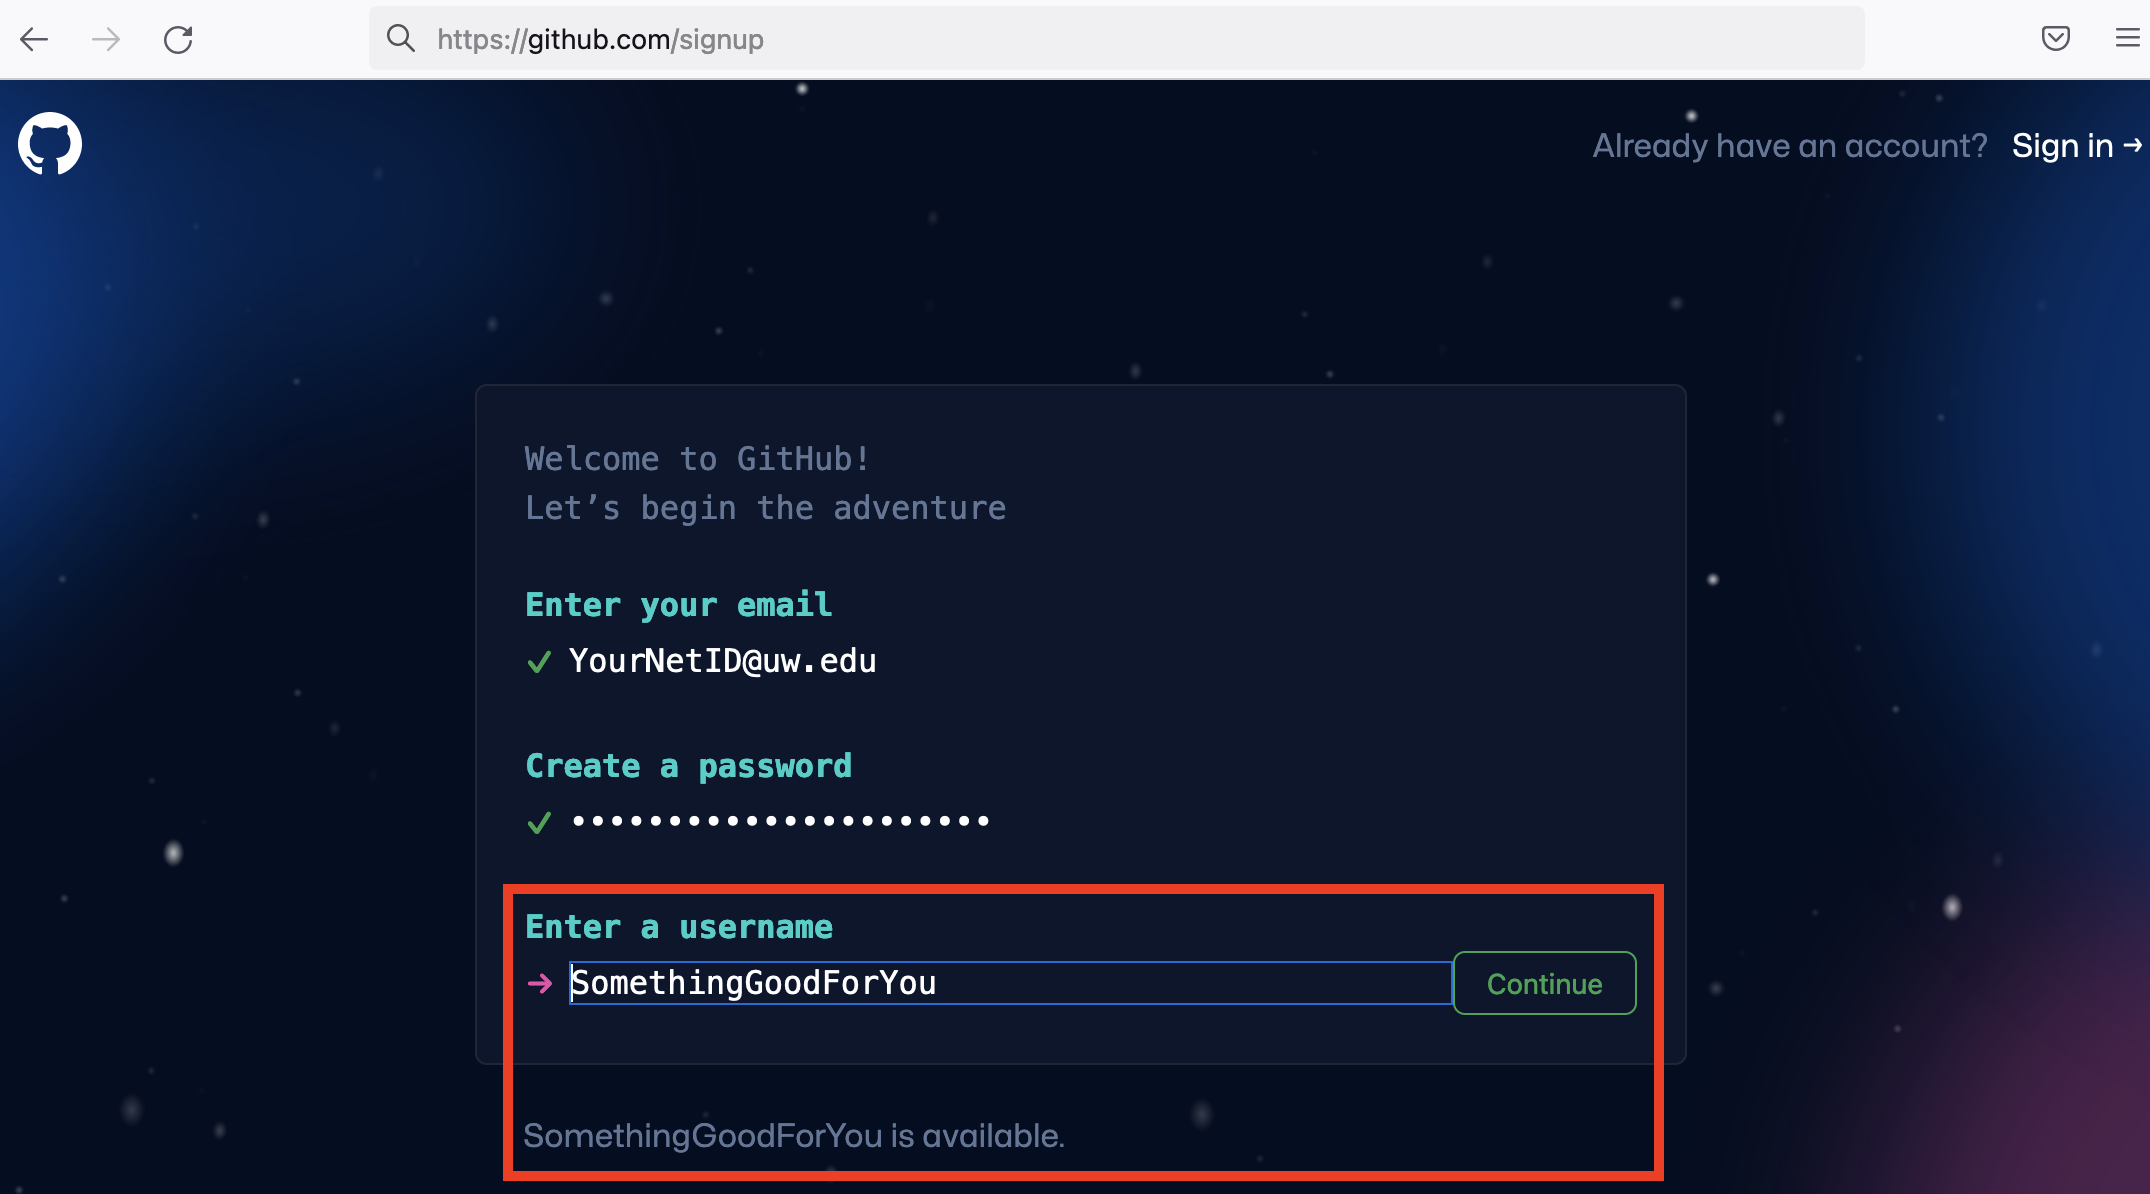 https://github.com/signup
Already have an account? Sign in →
Welcome to GitHub!
Let’s begin the adventure
Enter your email
✓ YourNetID@uw.edu
Create a password
✓ ••••••••••••••••••••••
Enter a username
→ SomethingGoodForYou Continue
SomethingGoodForYou is available.